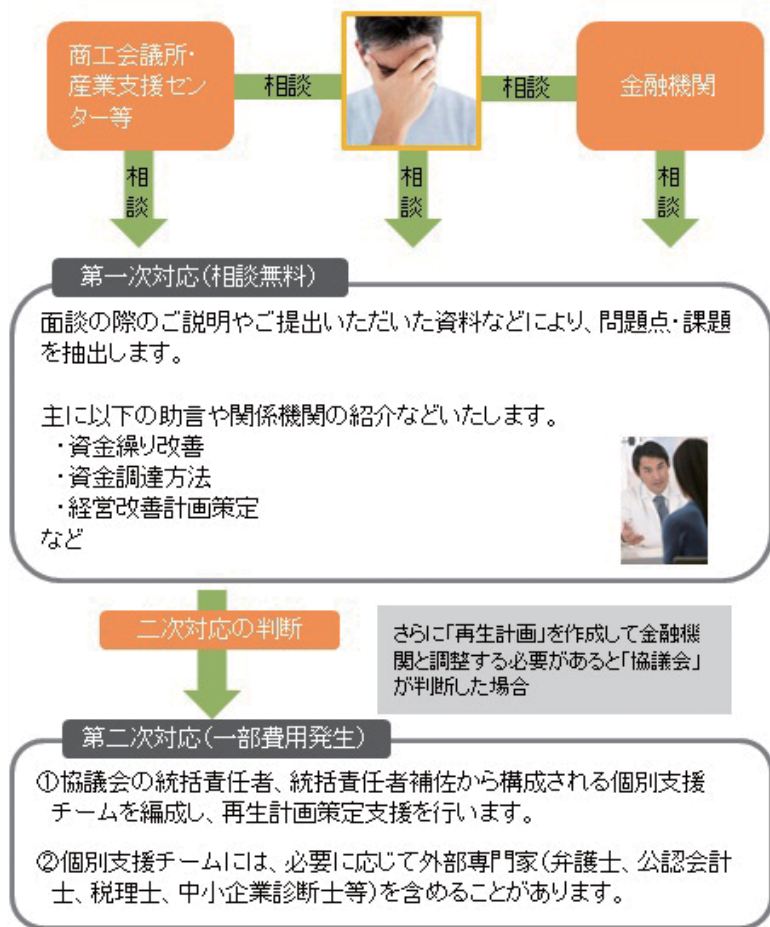 商工会議所・
産業支援セン
ター等
相談
相談
金融機関
相談
相談
相談
第一次対応(相談無料)
面談の際のご説明やご提出いただいた資料などにより、問題点・課題
を抽出します。
主に以下の助言や関係機関の紹介などいたします。
・資金繰り改善
・資金調達方法
・経営改善計画策定
など
二次対応の判断
さらに「再生計画」を作成して金融機
関と調整する必要があると「協議会」
が判断した場合
第二次対応(一部費用発生)
①協議会の統括責任者、統括責任者補佐から構成される個別支援
チームを編成し、再生計画策定支援を行います。
②個別支援チームには、必要に応じて外部専門家(弁護士、公認会計
士、税理士、中小企業診断士等)を含めることがあります。